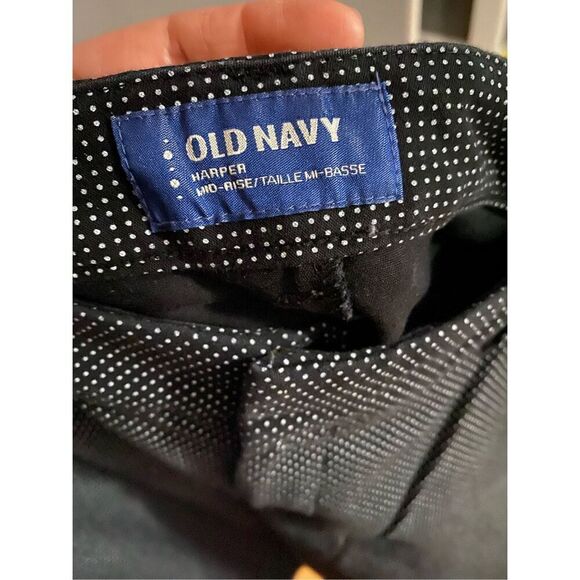 OLD NAVY
HARPER
MID-RISE/TAILLE MI-BASSE